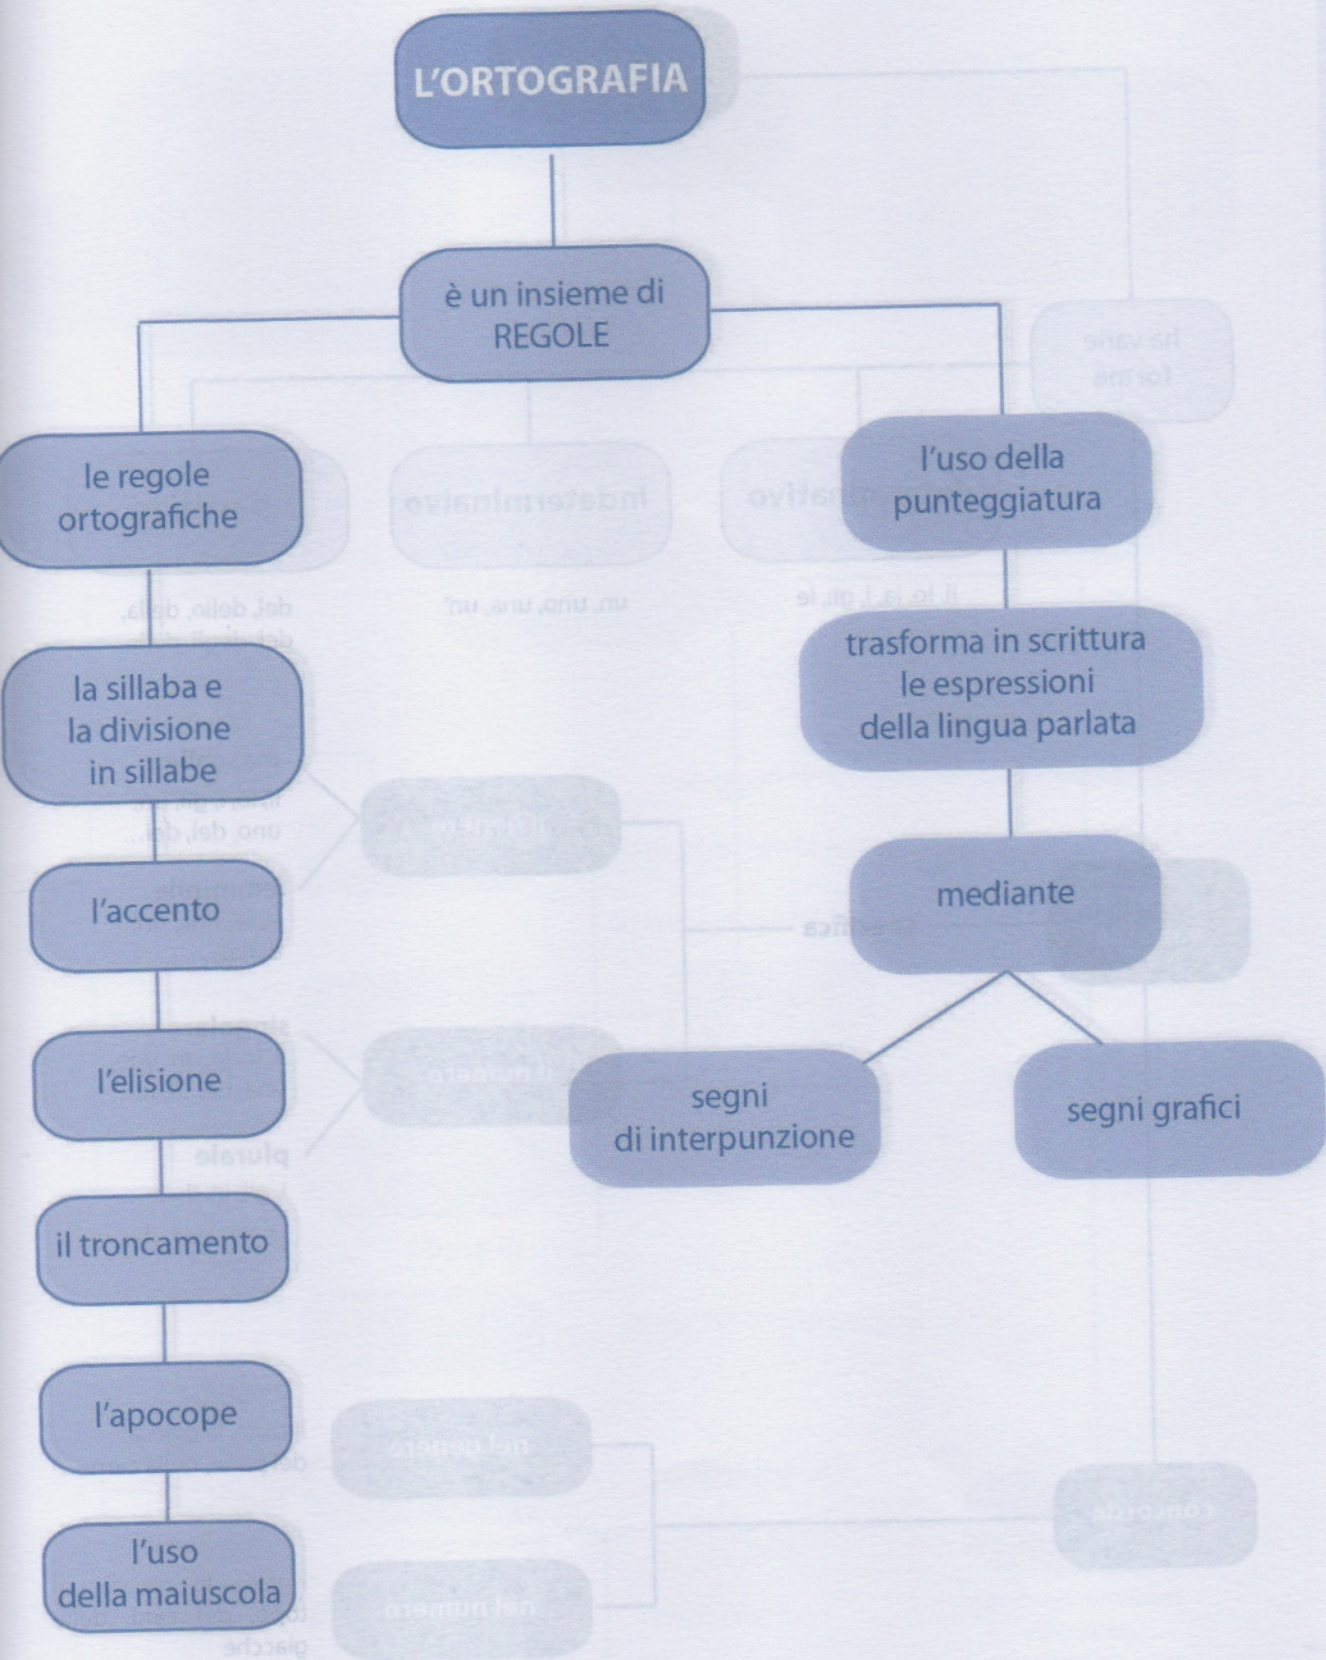 L'ORTOGRAFIA
è un insieme di
REGOLE
le regole
ortografiche
la sillaba e
la divisione
in sillabe
l'accento
l'elisione
il troncamento
l'apocope
l'uso
della maiuscola
l'uso della
punteggiatura
trasforma in scrittura
le espressioni
della lingua parlata
mediante
segni
di interpunzione
segni grafici